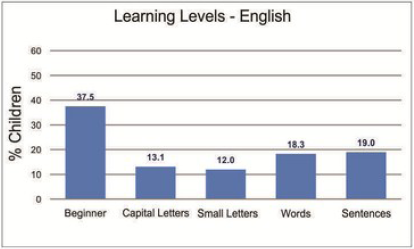 Learning Levels - English
% Children
60
50
40
30
20
10
0
37.5
13.1
12.0
18.3
19.0
Beginner
Capital Letters
Small Letters
Words
Sentences